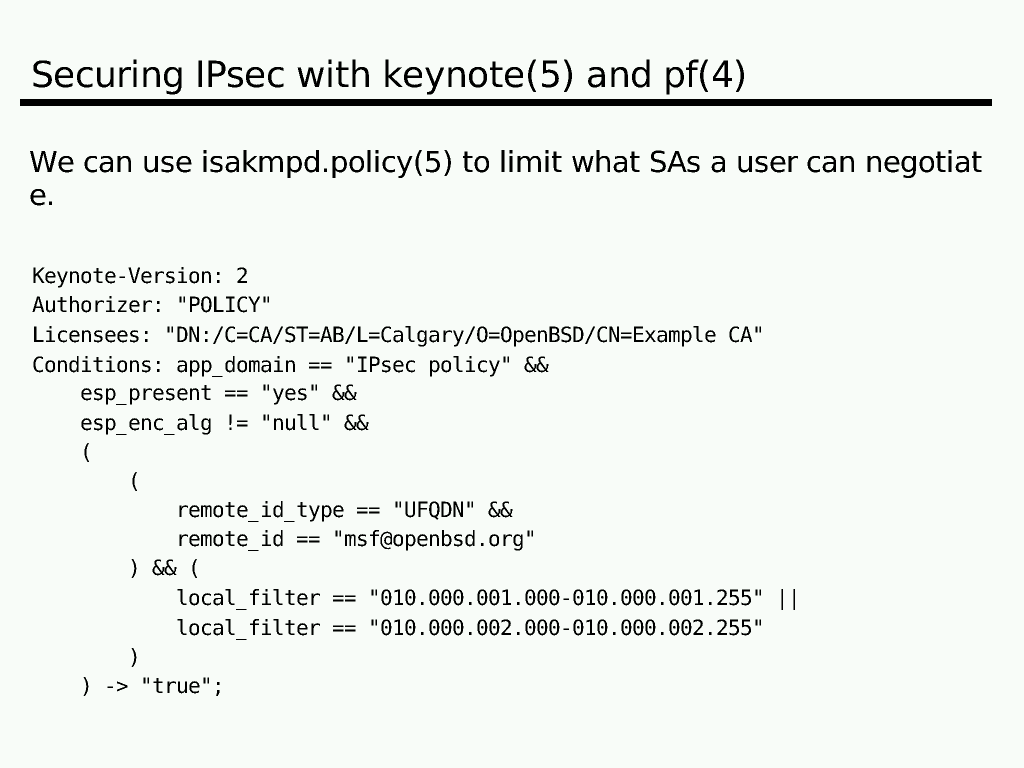 Securing IPsec with keynote(5) and pf(4)
We can use isakmpd.policy(5) to limit what SAs a user can negotiat
e.
Keynote-Version: 2
Authorizer: "POLICY"
Licensees: "DN:/C=CA/ST=AB/L=Calgary/O=OpenBSD/CN=Example CA"
Conditions: app_domain == "IPsec policy" &&
    esp_present == "yes" &&
    esp_enc_alg != "null" &&
    (
        (
            remote_id_type == "UFQDN" &&
            remote_id == "msf@openbsd.org"
        ) && (
            local_filter == "010.000.001.000-010.000.001.255" ||
            local_filter == "010.000.002.000-010.000.002.255"
        )
    ) -> "true";